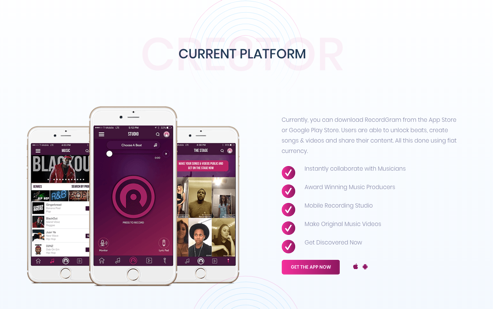 CREATOR
CURRENT PLATFORM
Currently, you can download RecordGram from the App Store
or Google Play Store. Users are able to unlock beats, create
songs & videos and share their content. All this done using fiat
currency.
Instantly collaborate with Musicians
Award Winning Music Producers
Mobile Recording Studio
Make Original Music Videos
Get Discovered Now
GET THE APP NOW
MUSIC
BLACKOUT
STUDIO
Choose A Beat
THE STAGE